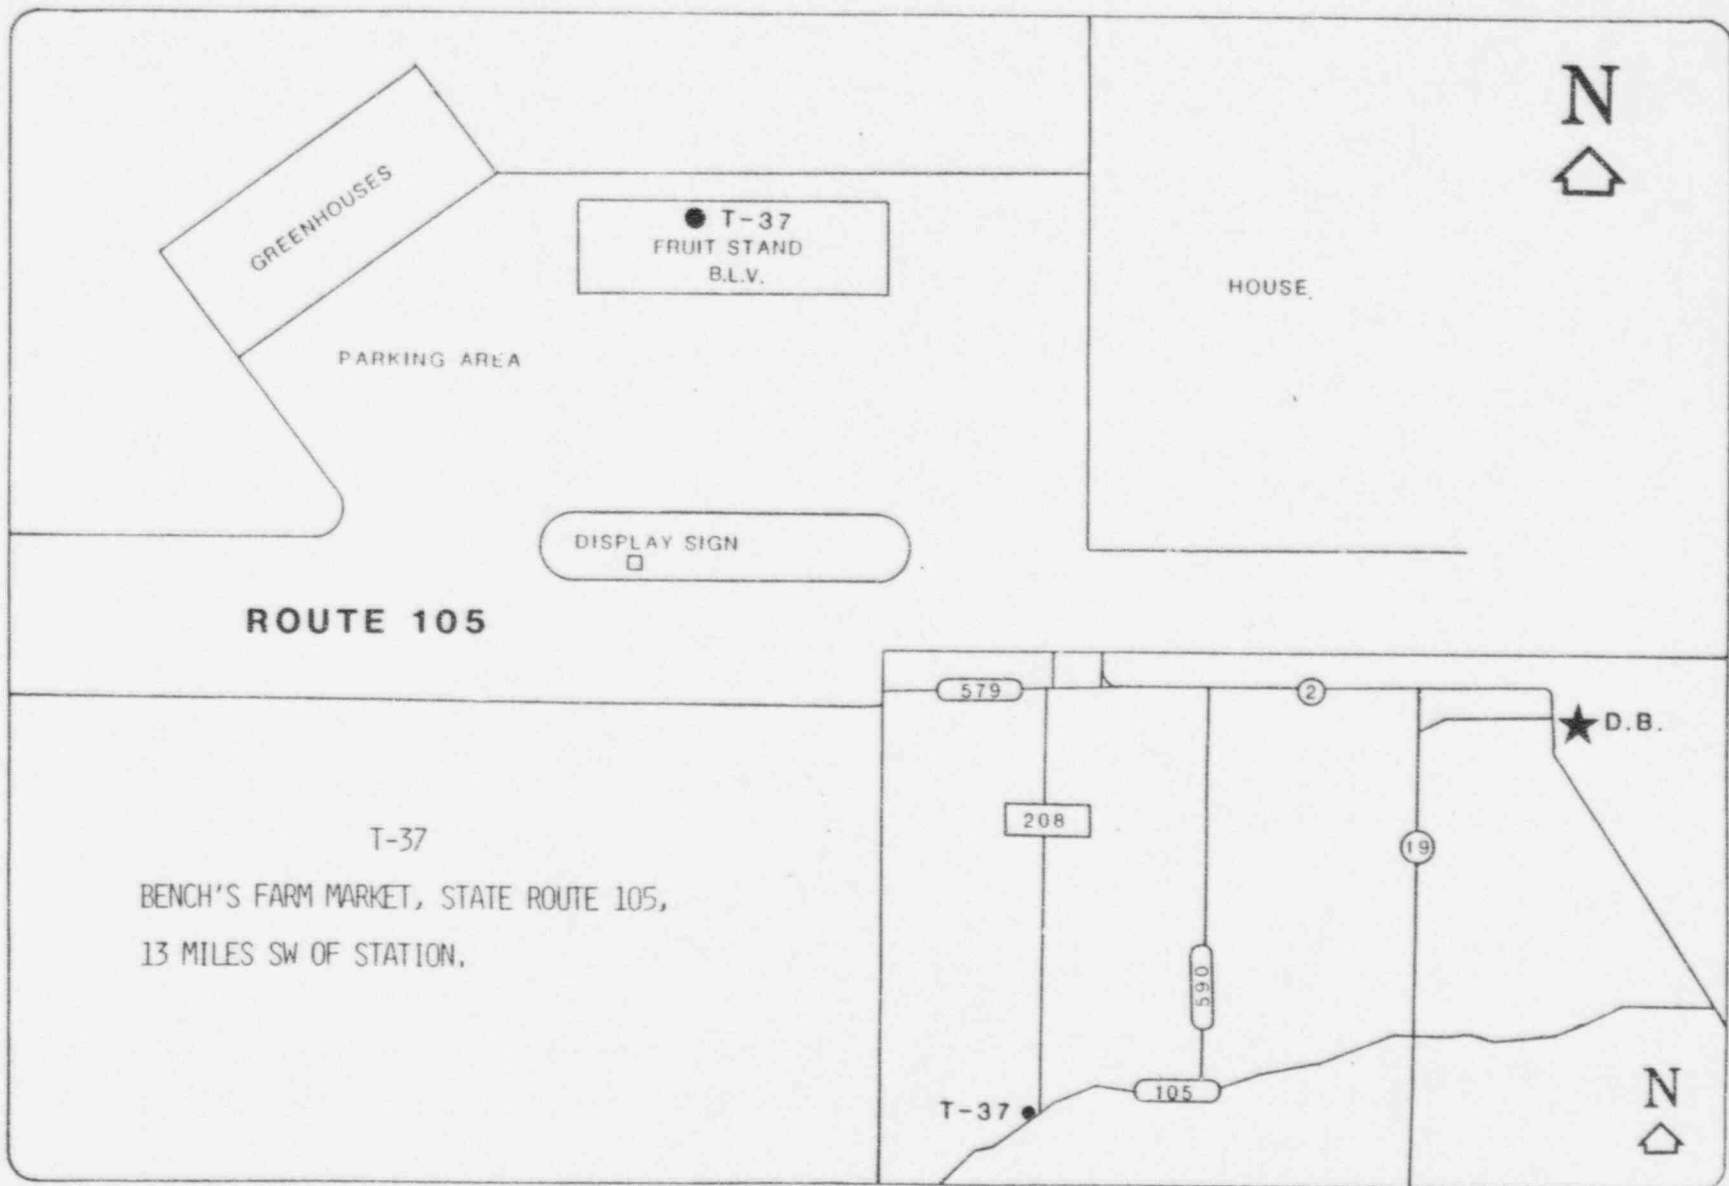 N
GREENHOUSES
T-37
FRUIT STAND
B.L.V.
HOUSE
PARKING AREA
DISPLAY SIGN
ROUTE 105
579
2
D.B.
208
19
T-37
BENCH'S FARM MARKET, STATE ROUTE 105,
13 MILES SW OF STATION.
590
105
T-37
N